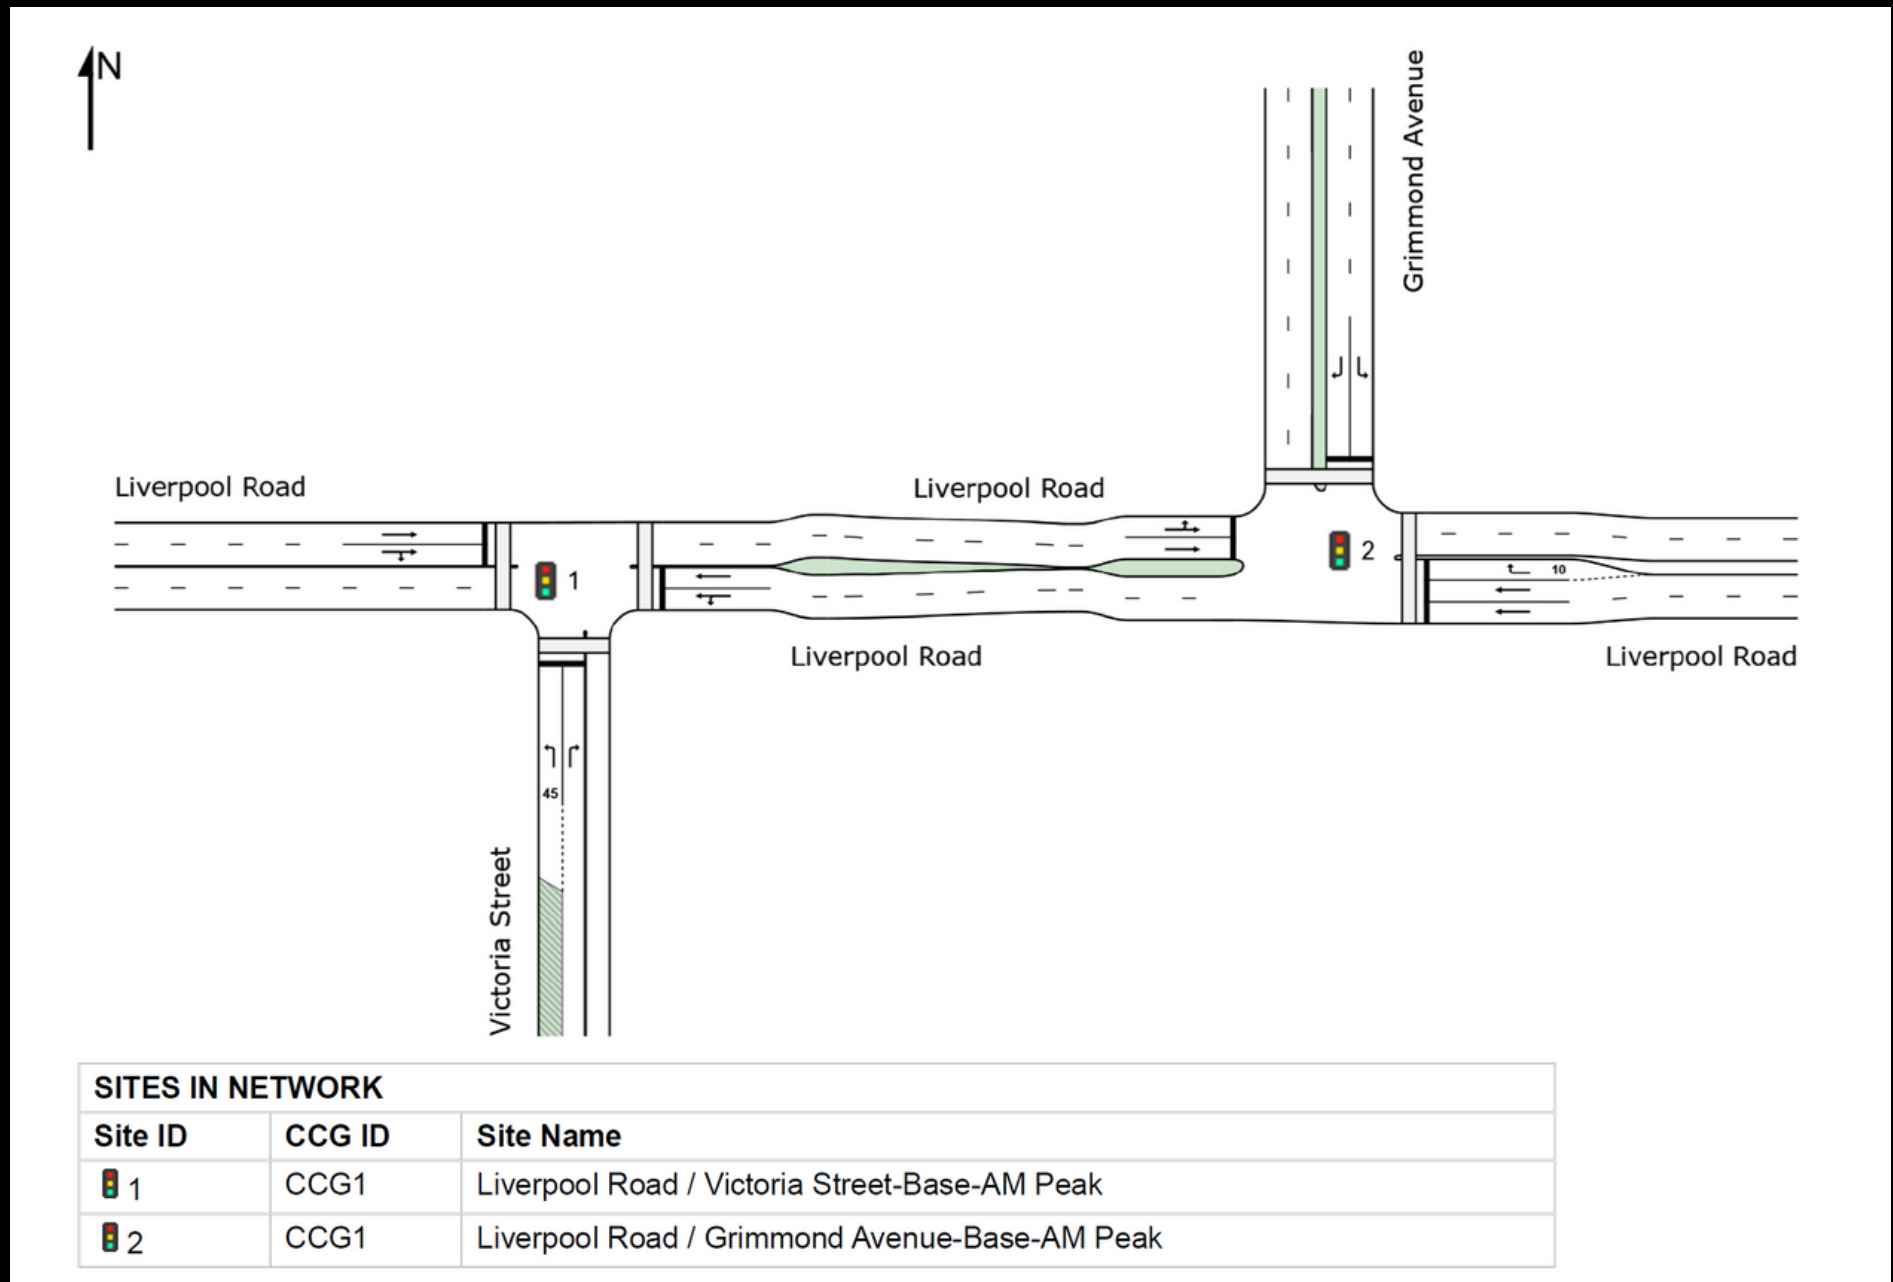 N
Grimmond Avenue
Liverpool Road
Liverpool Road
1
2
10
Liverpool Road
Liverpool Road
45
Victoria Street
SITES IN NETWORK
Site ID CCG ID Site Name
1 CCG1 Liverpool Road / Victoria Street-Base-AM Peak
2 CCG1 Liverpool Road / Grimmond Avenue-Base-AM Peak